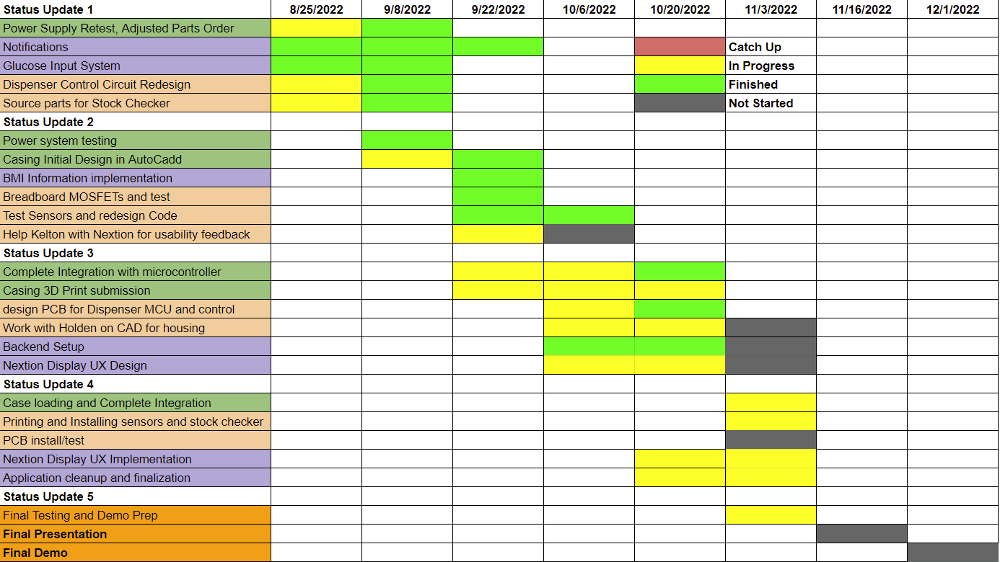 Status Update 1 8/25/2022 9/8/2022 9/22/2022 10/6/2022 10/20/2022 11/3/2022 11/16/2022 12/1/2022
Power Supply Retest, Adjusted Parts Order
Notifications Catch Up
Glucose Input System In Progress
Dispenser Control Circuit Redesign Finished
Source parts for Stock Checker Not Started
Status Update 2
Power system testing
Casing Initial Design in AutoCadd
BMI Information implementation
Breadboard MOSFETs and test
Test Sensors and redesign Code
Help Kelton with Nextion for usability feedback
Status Update 3
Complete Integration with microcontroller
Casing 3D Print submission
design PCB for Dispenser MCU and control
Work with Holden on CAD for housing
Backend Setup
Nextion Display UX Design
Status Update 4
Case loading and Complete Integration
Printing and Installing sensors and stock checker
PCB install/test
Nextion Display UX Implementation
Application cleanup and finalization
Status Update 5
Final Testing and Demo Prep
Final Presentation
Final Demo